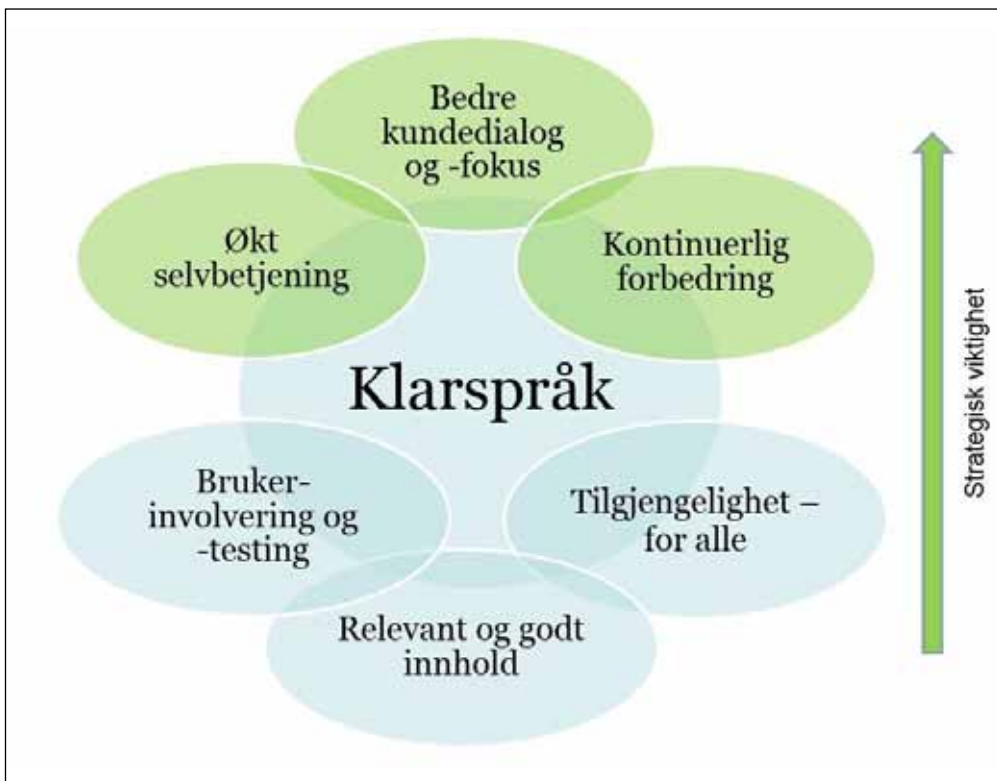 Bedre
kundedialog
og -fokus
Økt
selvbetjening
Kontinuerlig
forbedring
Klarspråk
Bruker-
involvering og
-testing
Tilgjengelighet –
for alle
Relevant og godt
innhold
Strategisk viktighet